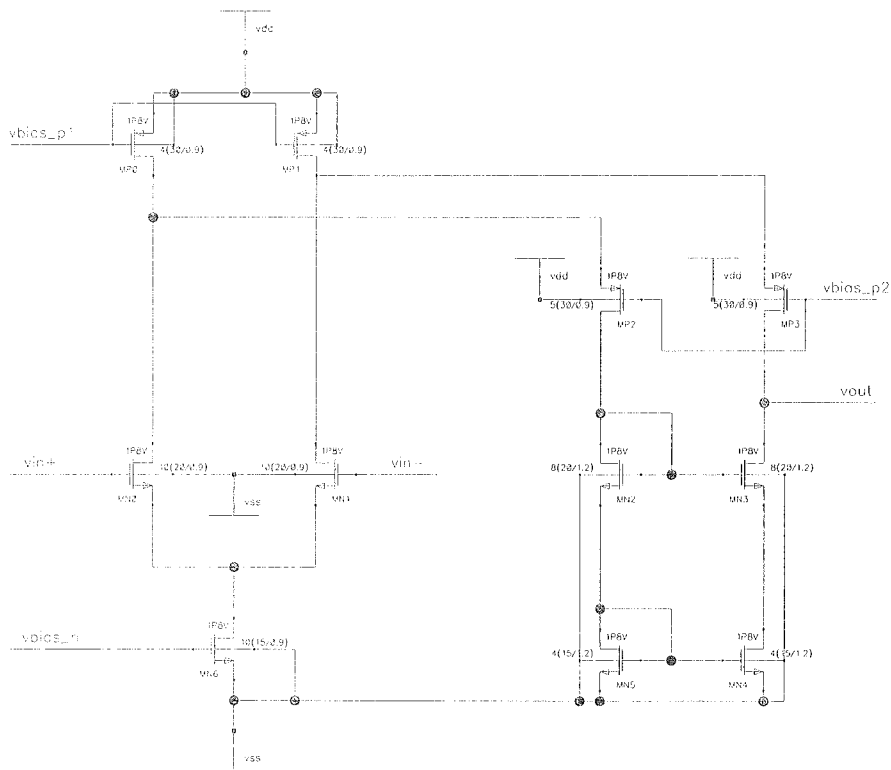 vdd
1P8V
1P8V
vbias_p1
4(30/0.9)
4(30/0.9)
MP0
MP1
1P8V
1P8V
vdd
vdd
vbias_p2
5(30/0.9)
5(30/0.9)
MP2
MP3
vout
1P8V
1P8V
1P8V
1P8V
vin+
10(20/0.9)
10(20/0.9)
vin-
8(20/1.2)
8(20/1.2)
MN1
MN2
MN3
vss
1P8V
vbias_n
10(15/0.9)
1P8V
1P8V
4(15/1.2)
4(15/1.2)
MN6
MN5
MN4
vss